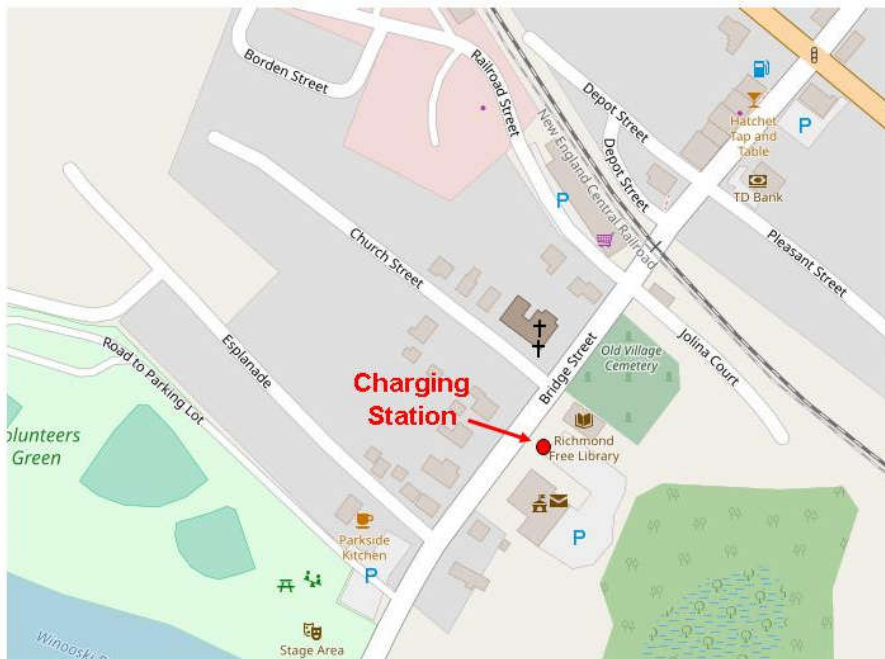 Borden Street
Railroad Street
New England Central Railroad
Depot Street
Depot Street
Hatchet
Tap and
Table
P
TD Bank
P
Pleasant Street
Church Street
Esplanade
Road to Parking Lot
Bridge Street
Old Village
Cemetery
Jolina Court
Charging
Station
Richmond
Free Library
olunteers
Green
Parkside
Kitchen
P
P
Stage Area
Winooski